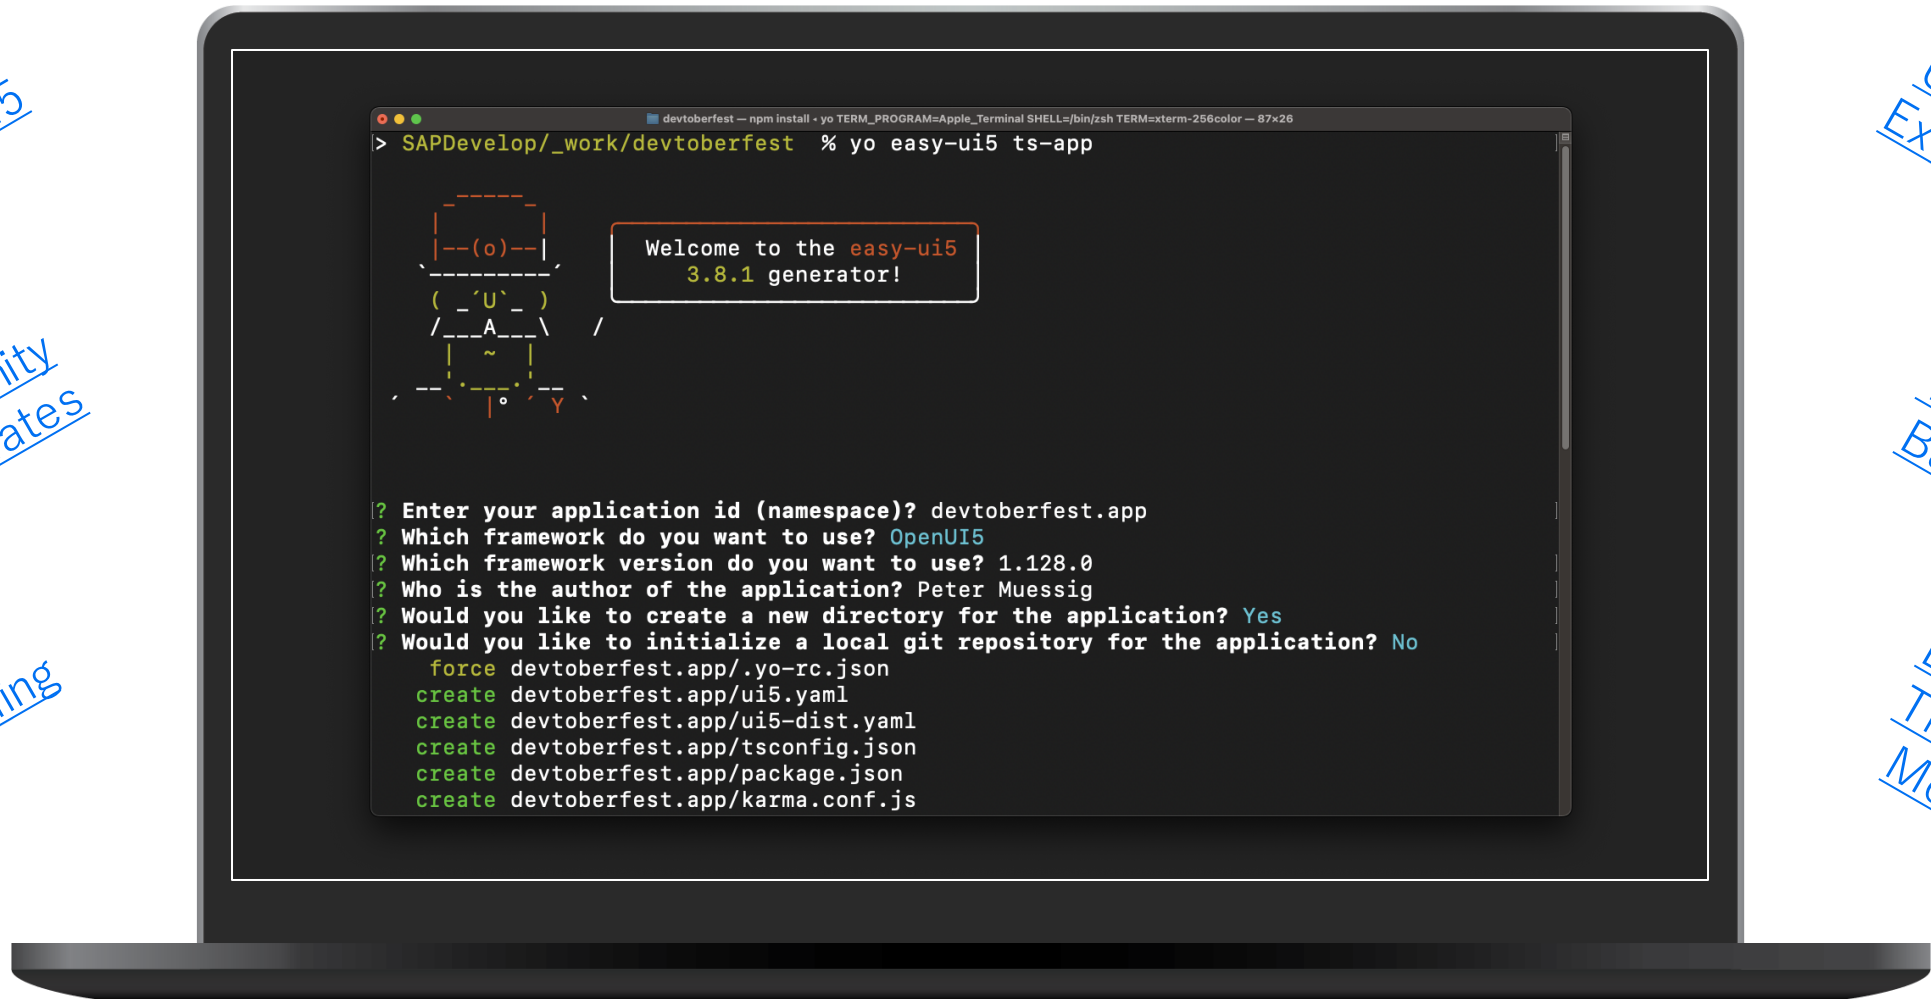 devtoberfest — npm install ◂ yo TERM_PROGRAM=Apple_Terminal SHELL=/bin/zsh TERM=xterm-256color — 87×26
> SAPDevelop/_work/devtoberfest % yo easy-ui5 ts-app
Welcome to the easy-ui5
3.8.1 generator!
? Enter your application id (namespace)? devtoberfest.app
? Which framework do you want to use? OpenUI5
? Which framework version do you want to use? 1.128.0
? Who is the author of the application? Peter Muessig
? Would you like to create a new directory for the application? Yes
? Would you like to initialize a local git repository for the application? No
force devtoberfest.app/.yo-rc.json
create devtoberfest.app/ui5.yaml
create devtoberfest.app/ui5-dist.yaml
create devtoberfest.app/tsconfig.json
create devtoberfest.app/package.json
create devtoberfest.app/karma.conf.js